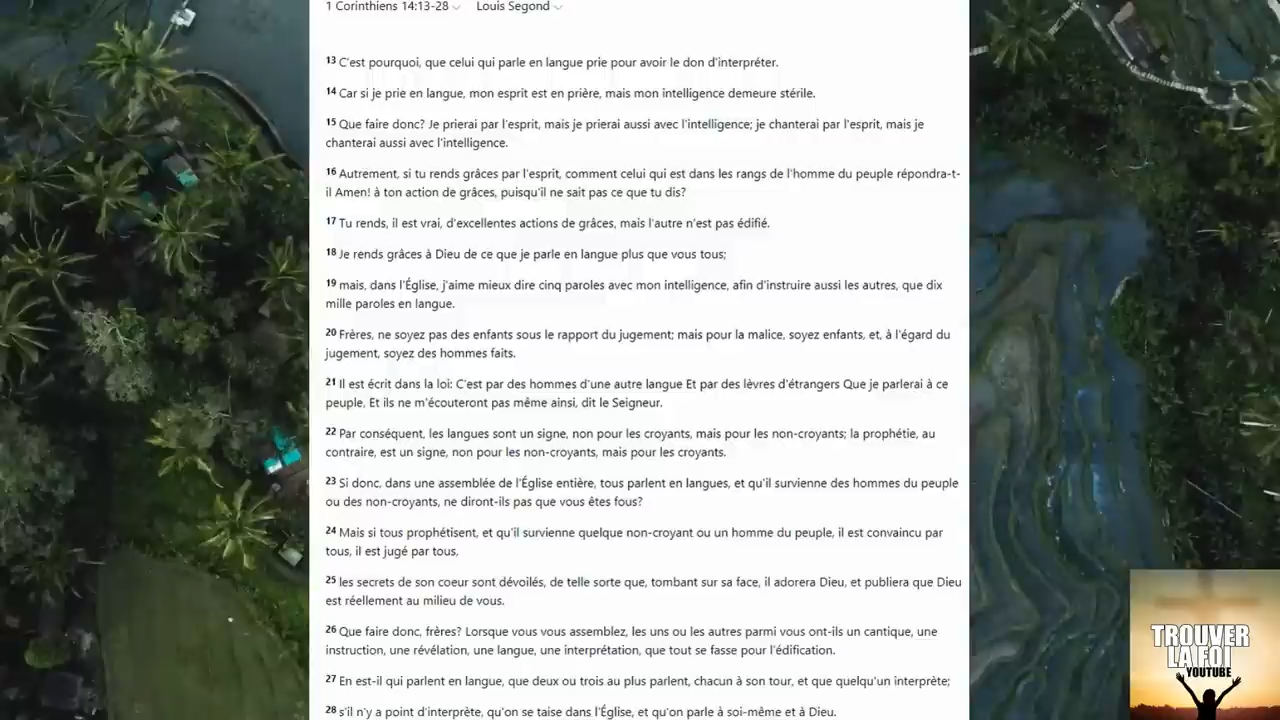 1 Corinthiens 14:13-28 Louis Segond
13 C'est pourquoi, que celui qui parle en langue prie pour avoir le don d'interpréter.
14 Car si je prie en langue, mon esprit est en prière, mais mon intelligence demeure stérile.
15 Que faire donc? Je prierai par l'esprit, mais je prierai aussi avec l'intelligence; je chanterai par l'esprit, mais je
chanterai aussi avec l'intelligence.
16 Autrement, si tu rends grâces par l'esprit, comment celui qui est dans les rangs de l'homme du peuple répondra-t-
il Amen! à ton action de grâces, puisqu'il ne sait pas ce que tu dis?
17 Tu rends, il est vrai, d'excellentes actions de grâces, mais l'autre n'est pas édifié.
18 Je rends grâces à Dieu de ce que je parle en langue plus que vous tous;
19 mais, dans l'Église, j'aime mieux dire cinq paroles avec mon intelligence, afin d'instruire aussi les autres, que dix
mille paroles en langue.
20 Frères, ne soyez pas des enfants sous le rapport du jugement; mais pour la malice, soyez enfants, et, à l'égard du
jugement, soyez des hommes faits.
21 Il est écrit dans la loi: C'est par des hommes d'une autre langue Et par des lèvres d'étrangers Que je parlerai à ce
peuple, Et ils ne m'écouteront pas même ainsi, dit le Seigneur.
22 Par conséquent, les langues sont un signe, non pour les croyants, mais pour les non-croyants; la prophétie, au
contraire, est un signe, non pour les non-croyants, mais pour les croyants.
23 Si donc, dans une assemblée de l'Église entière, tous parlent en langues, et qu'il survienne des hommes du peuple
ou des non-croyants, ne diront-ils pas que vous êtes fous?
24 Mais si tous prophétisent, et qu'il survienne quelque non-croyant ou un homme du peuple, il est convaincu par
tous, il est jugé par tous,
25 les secrets de son coeur sont dévoilés, de telle sorte que, tombant sur sa face, il adorera Dieu, et publiera que Dieu
est réellement au milieu de vous.
26 Que faire donc, frères? Lorsque vous vous assemblez, les uns ou les autres parmi vous ont-ils un cantique, une
instruction, une révélation, une langue, une interprétation, que tout se fasse pour l'édification.
27 En est-il qui parlent en langue, que deux ou trois au plus parlent, chacun à son tour, et que quelqu'un interprète;
28 s'il n'y a point d'interprète, qu'on se taise dans l'Église, et qu'on parle à soi-même et à Dieu.
TROUVER
LA FOI
YOUTUBE